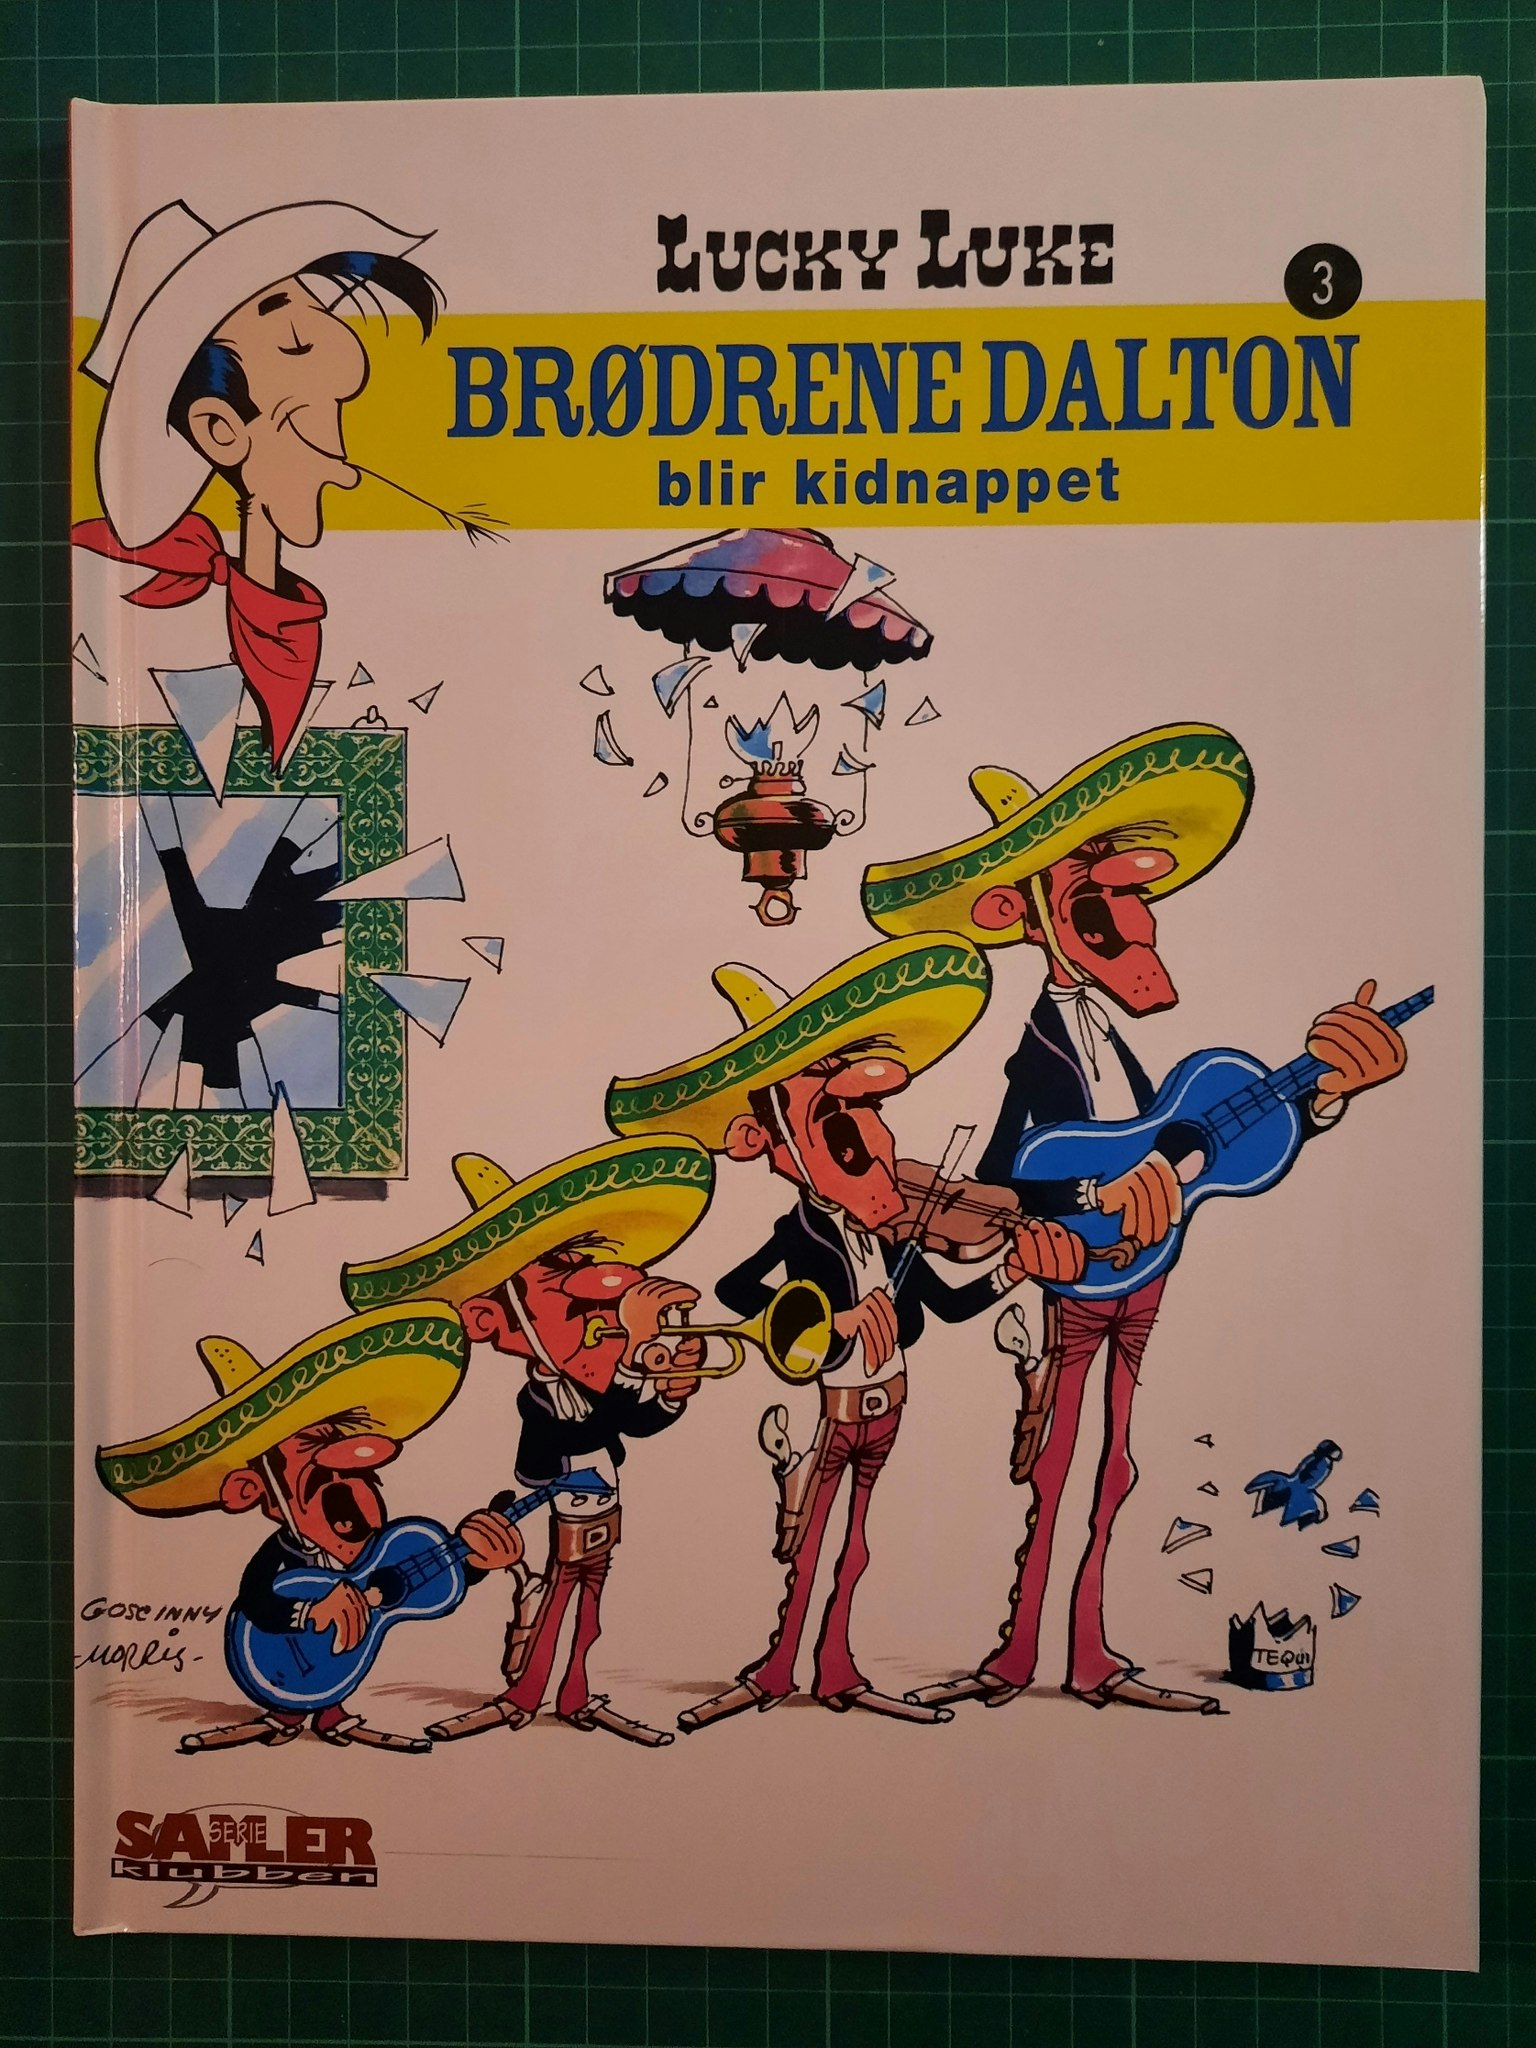 LUCKY LUKE
3
BRØDRENE DALTON
blir kidnappet
TEQUI
GOSCINNY
-MORRIS-
SAMLER
SERIE
klubben